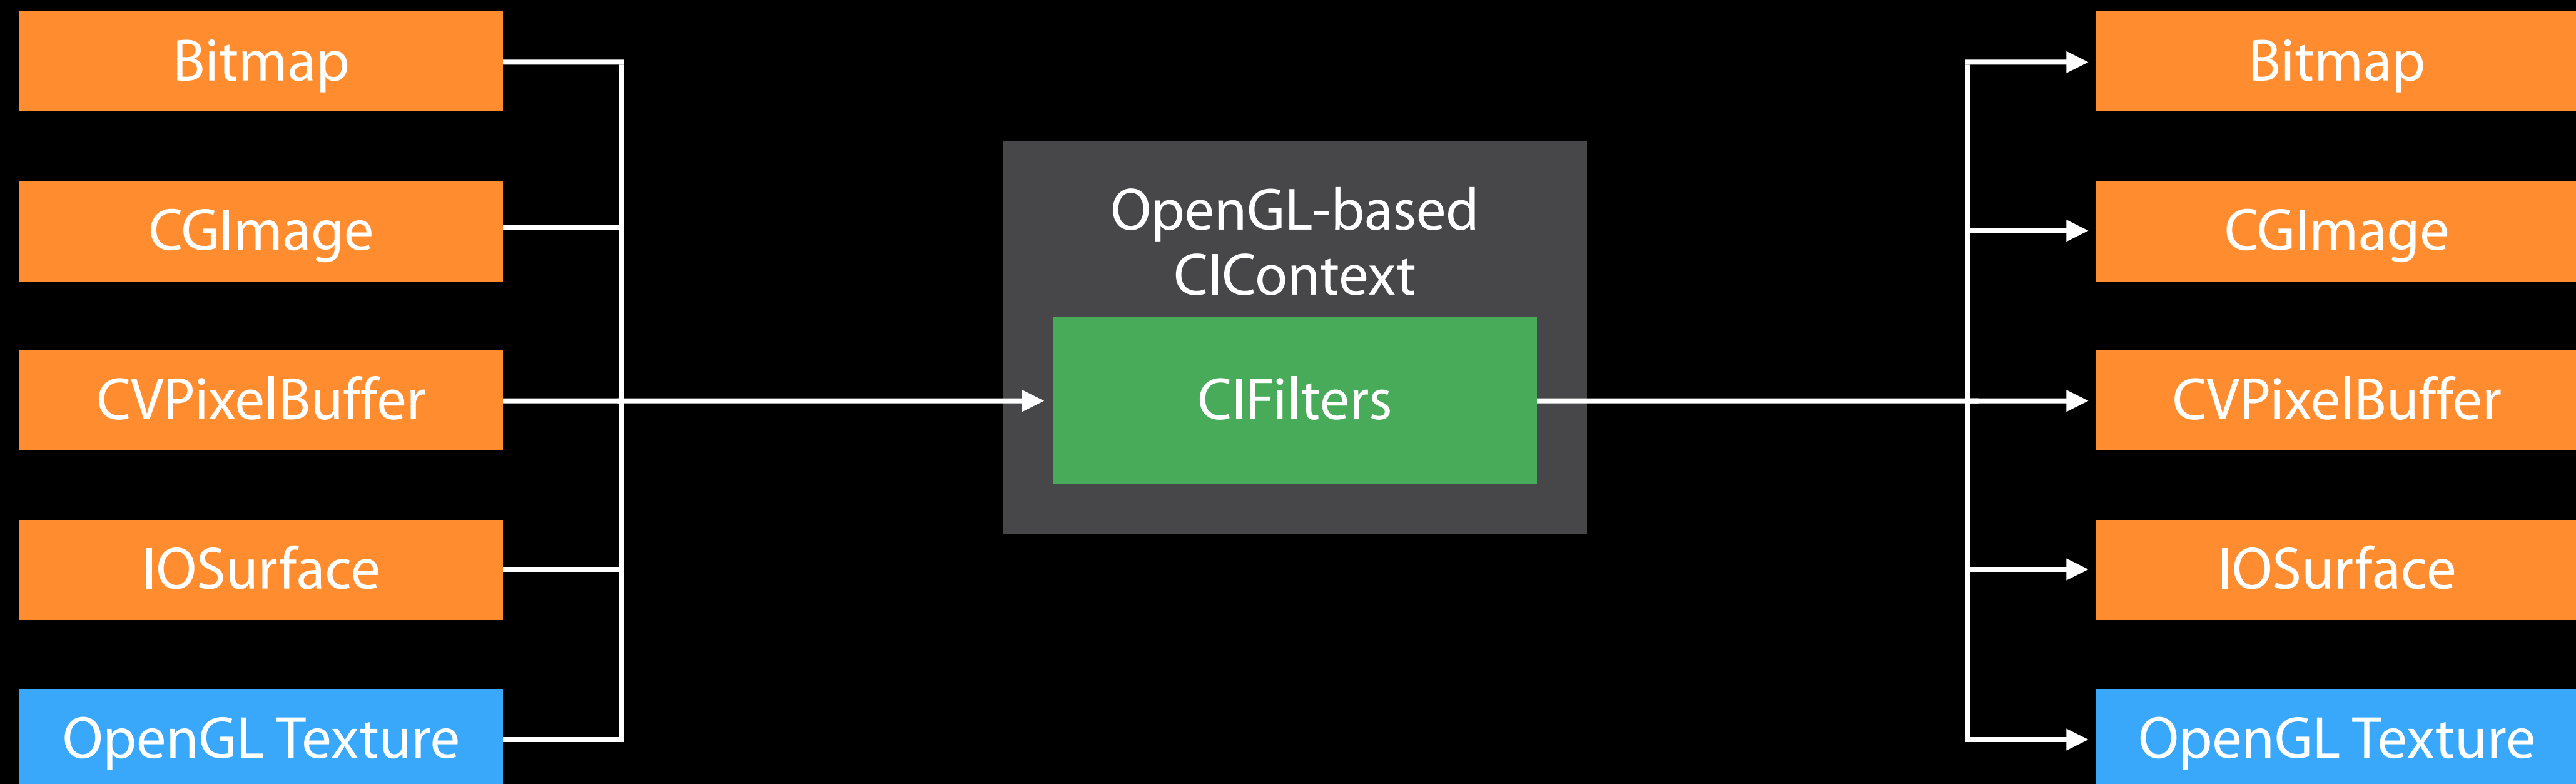 Bitmap
CGImage
CVPixelBuffer
IOSurface
OpenGL Texture
OpenGL-based
CIContext
CIFilters
Bitmap
CGImage
CVPixelBuffer
IOSurface
OpenGL Texture